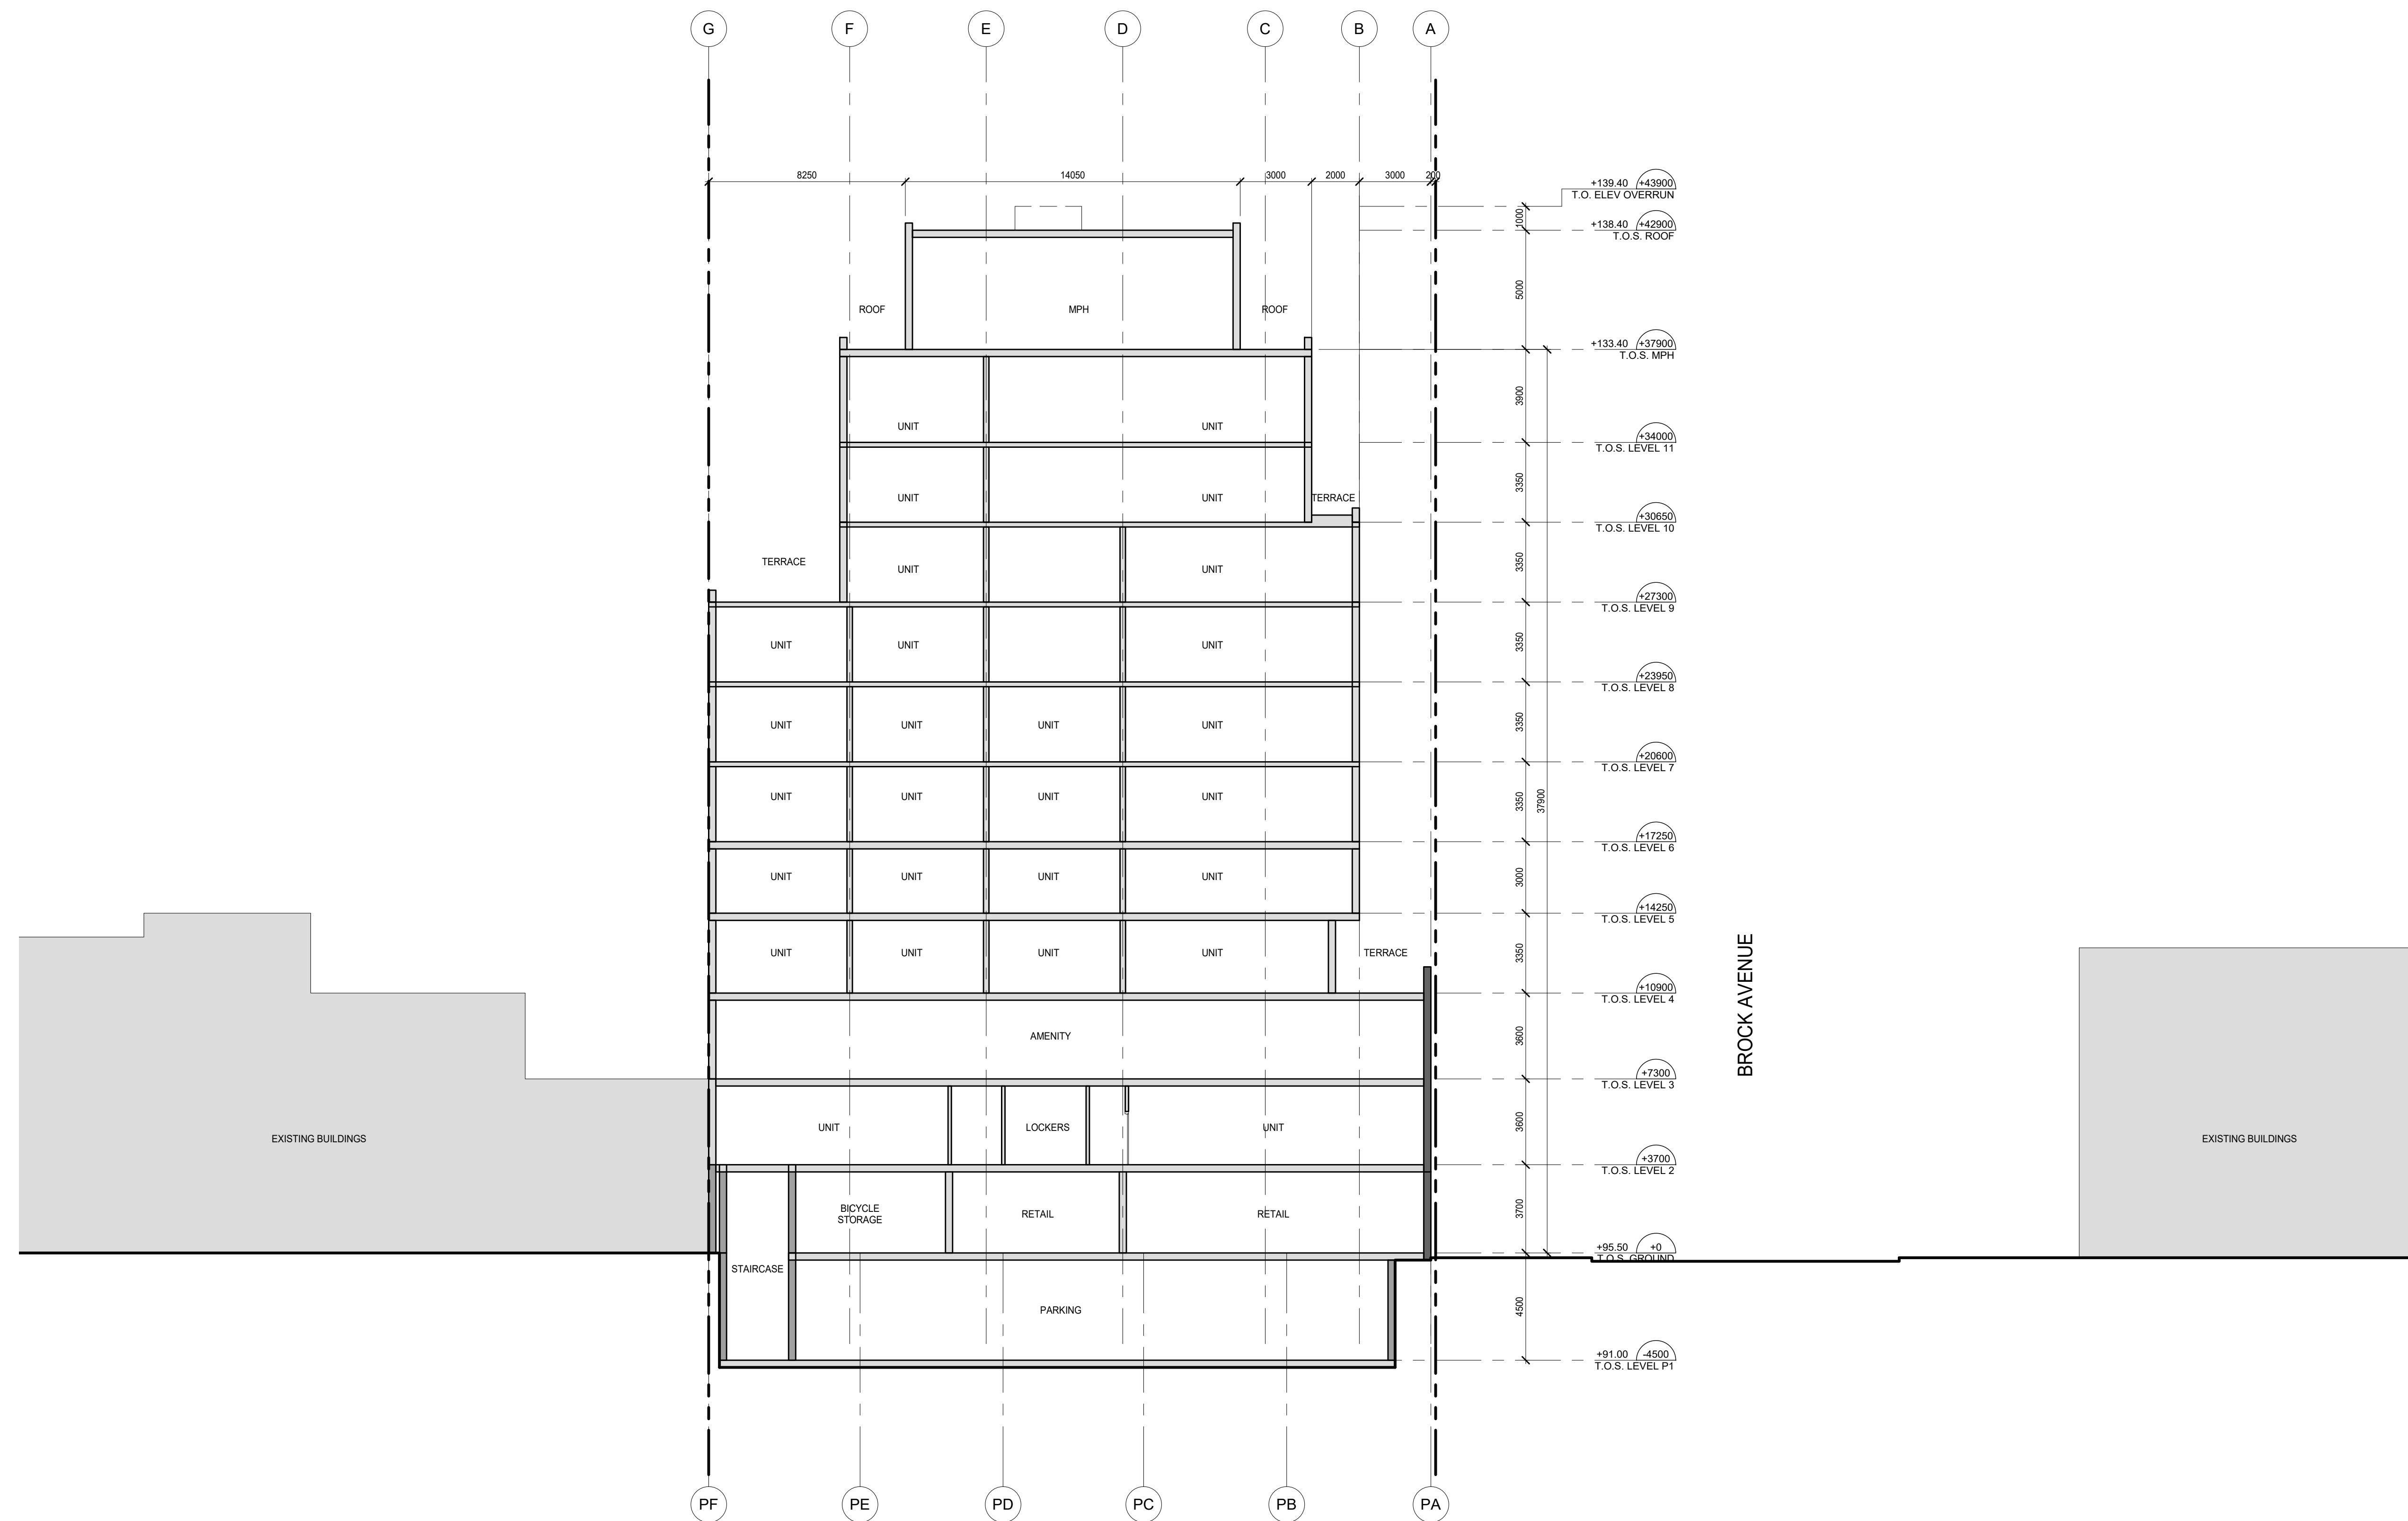 G F E D C B A
8250 14050 3000 2000 3000 200
+139.40 +43900
T.O. ELEV OVERRUN
1000
+138.40 +42900
T.O.S. ROOF
5000
ROOF MPH ROOF
+133.40 +37900
T.O.S. MPH
3900
UNIT UNIT
+34000
T.O.S. LEVEL 11
3350
UNIT UNIT TERRACE
+30650
T.O.S. LEVEL 10
3350
TERRACE UNIT UNIT
+27300
T.O.S. LEVEL 9
3350
UNIT UNIT UNIT
+23950
T.O.S. LEVEL 8
3350
UNIT UNIT UNIT UNIT
+20600
T.O.S. LEVEL 7
3350
37900
UNIT UNIT UNIT UNIT
+17250
T.O.S. LEVEL 6
3000
UNIT UNIT UNIT UNIT
+14250
T.O.S. LEVEL 5
3350
UNIT UNIT UNIT UNIT TERRACE
+10900
T.O.S. LEVEL 4
3600
AMENITY
BROCK AVENUE
+7300
T.O.S. LEVEL 3
3600
UNIT LOCKERS UNIT
EXISTING BUILDINGS
EXISTING BUILDINGS
+3700
T.O.S. LEVEL 2
3700
BICYCLE
STORAGE
RETAIL RETAIL
+95.50 +0
T.O.S. GROUND
STAIRCASE
4500
PARKING
+91.00 -4500
T.O.S. LEVEL P1
PF PE PD PC PB PA